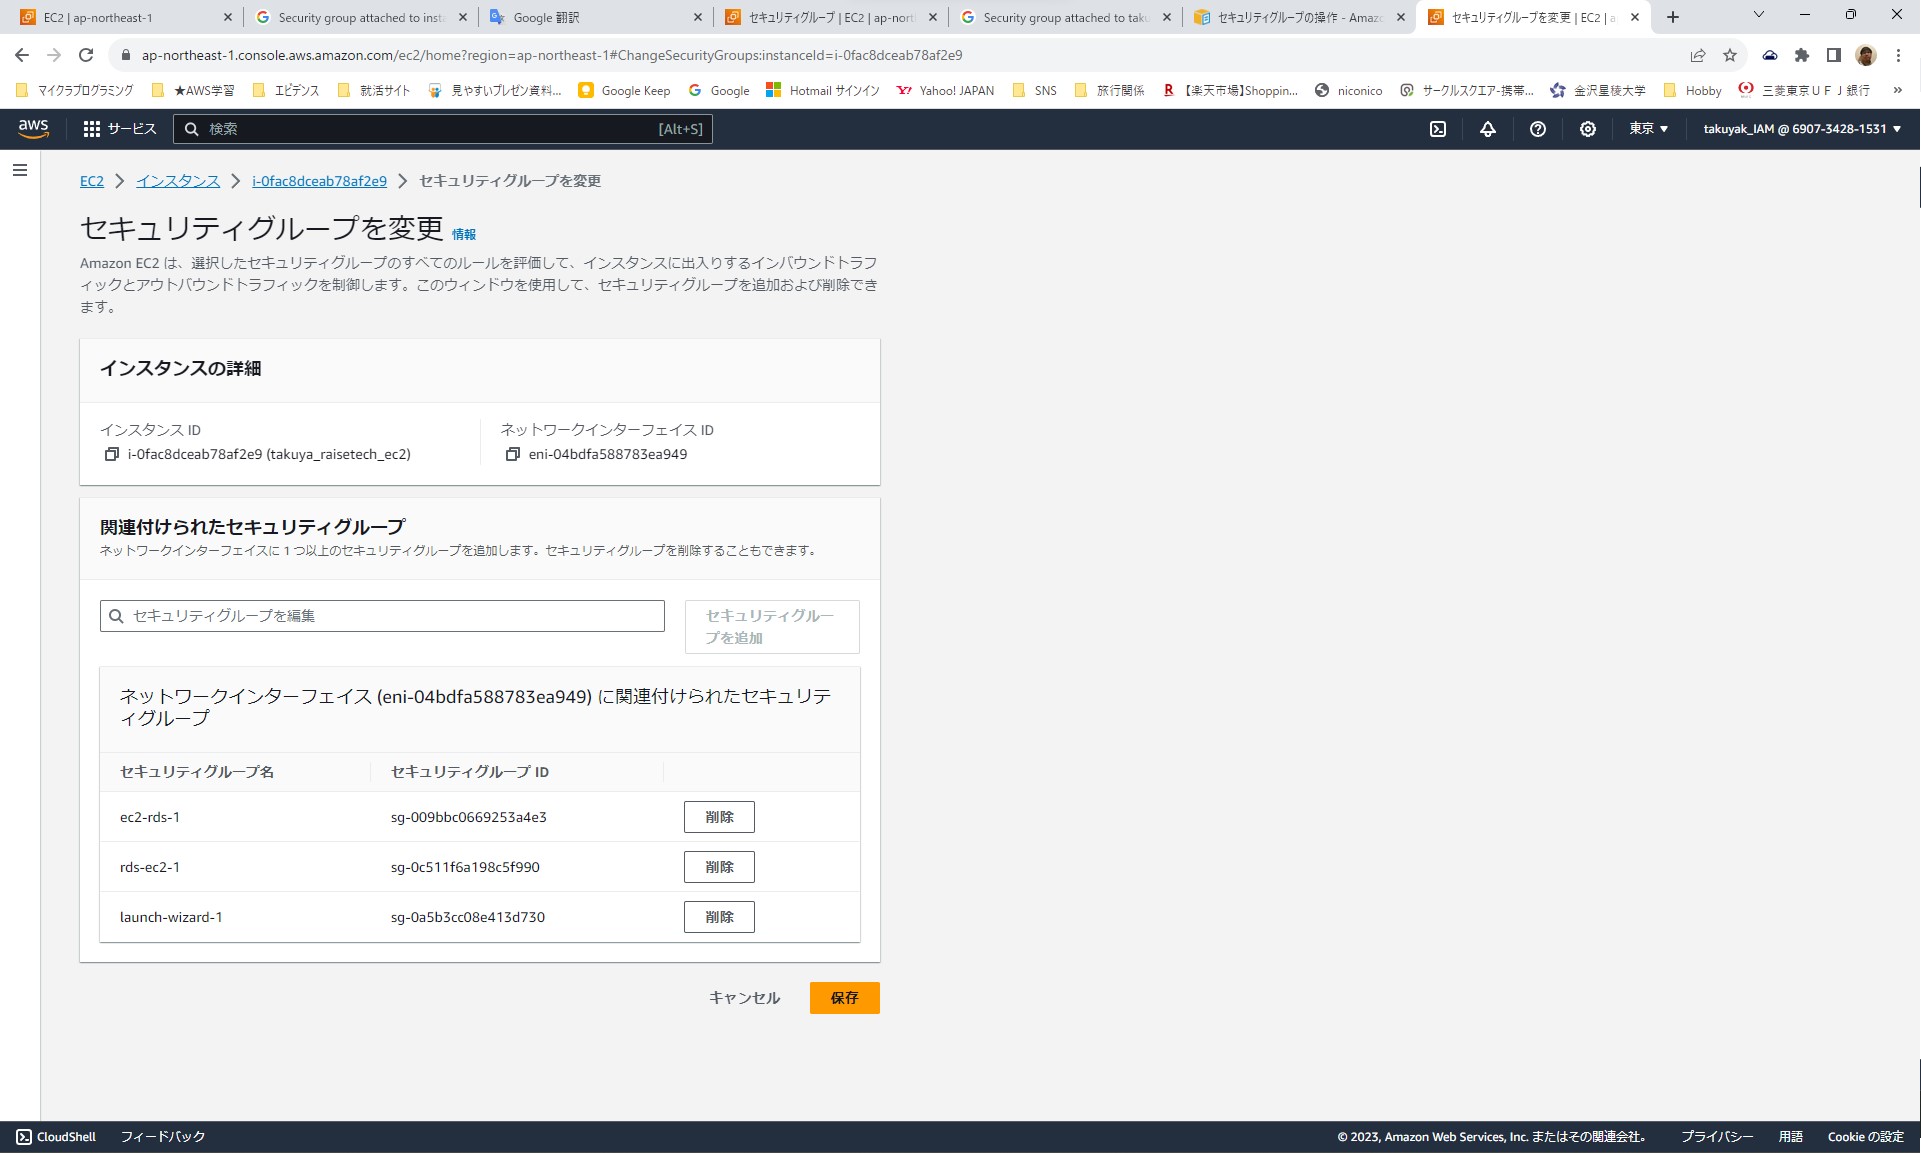 EC2 | ap-northeast-1
Security group attached to inst
Google 翻訳
セキュリティグループ | EC2 | ap-nort
Security group attached to taku
セキュリティグループの操作 - Amazo
セキュリティグループを変更 | EC2 | a
ap-northeast-1.console.aws.amazon.com/ec2/home?region=ap-northeast-1#ChangeSecurityGroups:instanceId=i-0fac8dceab78af2e9
マイクラプログラミング
★AWS学習
エビデンス
就活サイト
見やすいプレゼン資料...
Google Keep
Google
Hotmail サインイン
Yahoo! JAPAN
SNS
旅行関係
【楽天市場】Shoppin...
niconico
サークルスクエア-携帯...
金沢星稜大学
Hobby
三菱東京ＵＦＪ銀行
»
aws
サービス
検索
[Alt+S]
東京 ▼
takuyak_IAM @ 6907-3428-1531 ▼
EC2 > インスタンス > i-0fac8dceab78af2e9 > セキュリティグループを変更
セキュリティグループを変更 情報
Amazon EC2 は、選択したセキュリティグループのすべてのルールを評価して、インスタンスに出入りするインバウンドトラフ
ィックとアウトバウンドトラフィックを制御します。このウィンドウを使用して、セキュリティグループを追加および削除でき
ます。
インスタンスの詳細
インスタンス ID
i-0fac8dceab78af2e9 (takuya_raisetech_ec2)
ネットワークインターフェイス ID
eni-04bdfa588783ea949
関連付けられたセキュリティグループ
ネットワークインターフェイスに 1 つ以上のセキュリティグループを追加します。セキュリティグループを削除することもできます。
セキュリティグループを編集
セキュリティグルー
プを追加
ネットワークインターフェイス (eni-04bdfa588783ea949) に関連付けられたセキュリテ
ィグループ
セキュリティグループ名
セキュリティグループ ID
ec2-rds-1
sg-009bbc0669253a4e3
削除
rds-ec2-1
sg-0c511f6a198c5f990
削除
launch-wizard-1
sg-0a5b3cc08e413d730
削除
キャンセル
保存
CloudShell
フィードバック
© 2023, Amazon Web Services, Inc. またはその関連会社。
プライバシー
用語
Cookie の設定